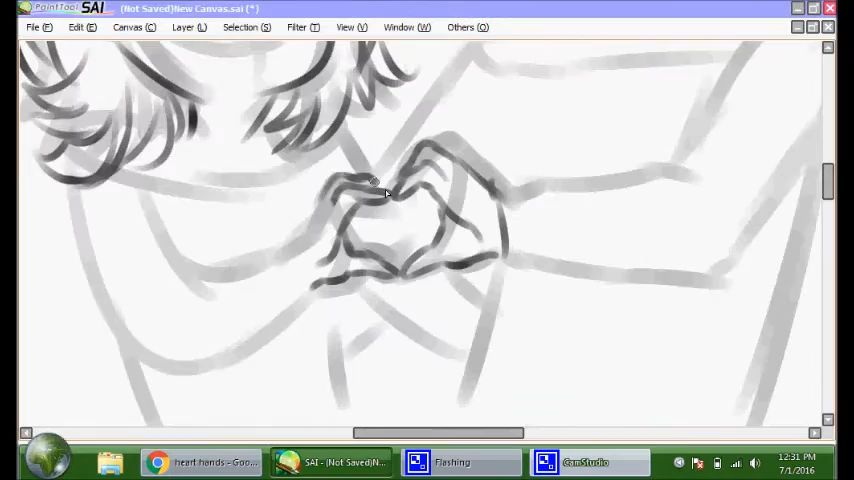 PaintTool SAI (Not Saved)New Canvas.sai (*)
File (F) Edit (E) Canvas (C) Layer (L) Selection (S) Filter (T) View (V) Window (W) Others (O)
heart hands - Goo... SAI - (Not Saved)N... Flashing CamStudio
12:31 PM
7/1/2016